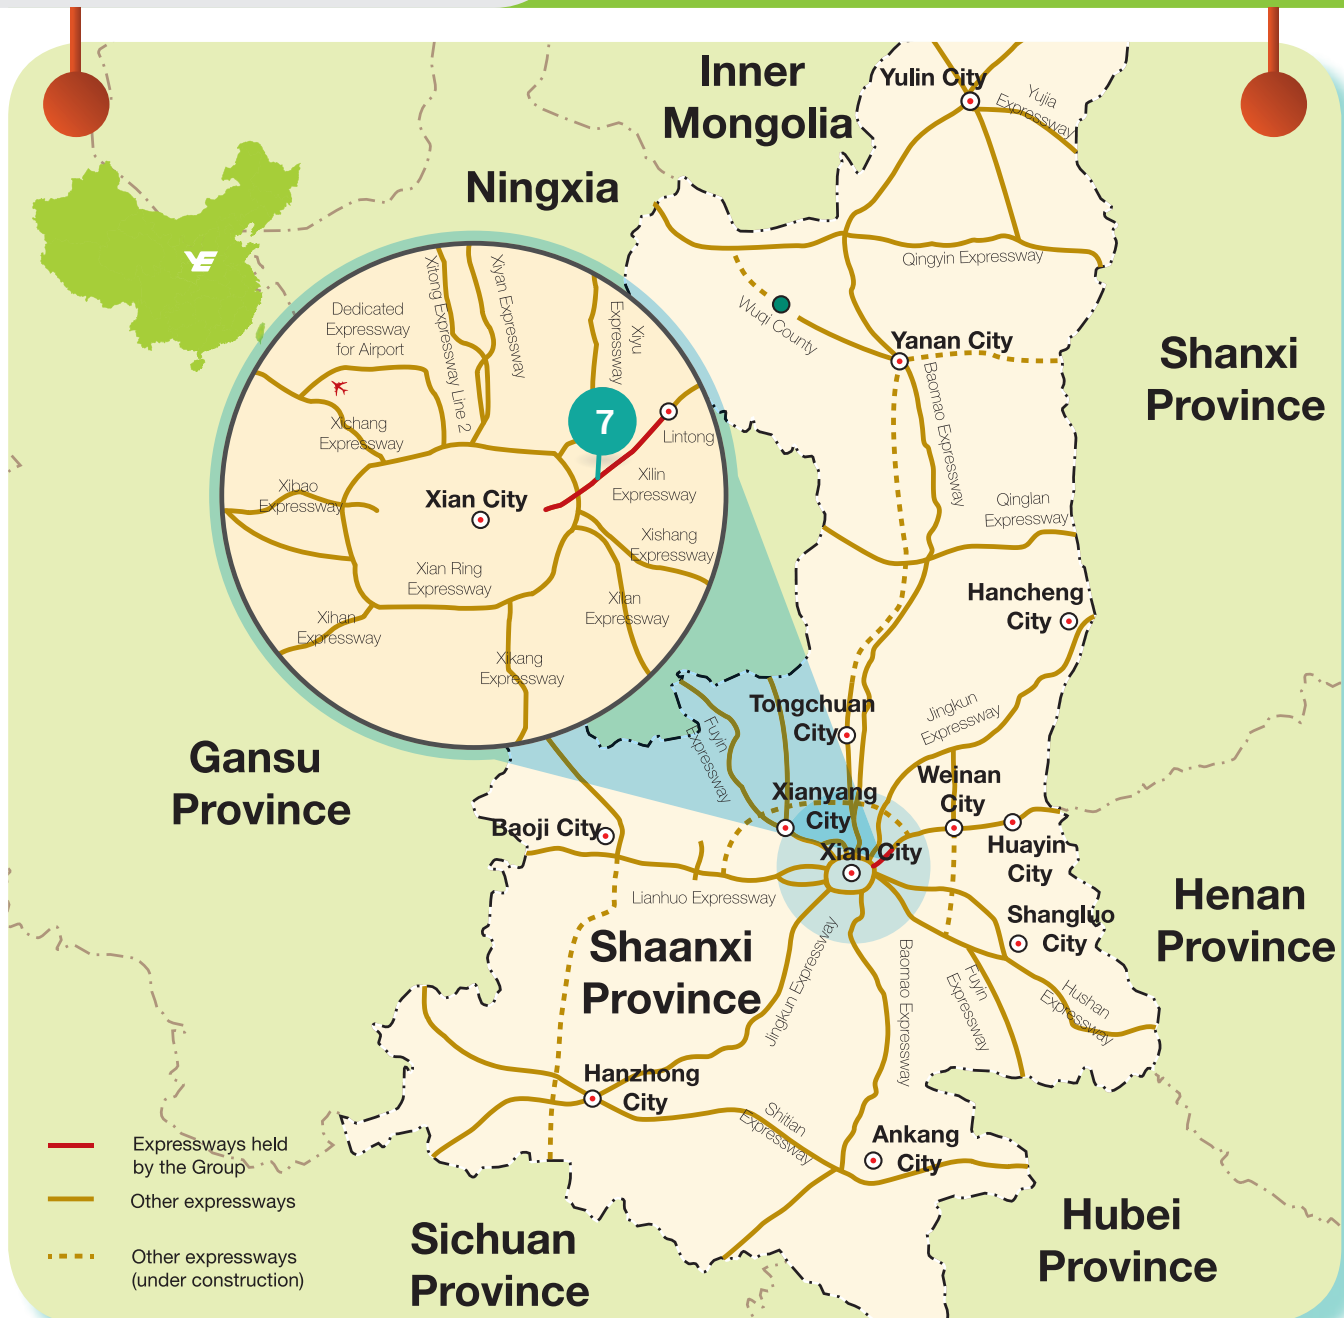 Inner
Mongolia
Yulin City
Yujia
Expressway
Ningxia
Qingyin Expressway
Wuqi County
Yanan City
Shanxi
Province
Baomao Expressway
Qinglan
Expressway
Dedicated
Expressway
for Airport
Xitong Expressway Line 2
Xiyan Expressway
Xiyu
Expressway
7
Lintong
Xichang
Expressway
Xilin
Expressway
Xibao
Expressway
Xian City
Xishang
Expressway
Xian Ring
Expressway
Xilan
Expressway
Xihan
Expressway
Xikang
Expressway
Hancheng
City
Tongchuan
City
Jingkun
Expressway
Fuyin
Expressway
Gansu
Province
Weinan
City
Xianyang
City
Baoji City
Xian City
Huayin
City
Lianhuo Expressway
Henan
Province
Shangluo
City
Shaanxi
Province
Jingkun Expressway
Baomao Expressway
Fuyin
Expressway
Hushan
Expressway
Hanzhong
City
Shitian
Expressway
Ankang
City
Expressways held
by the Group
Other expressways
Other expressways
(under construction)
Sichuan
Province
Hubei
Province